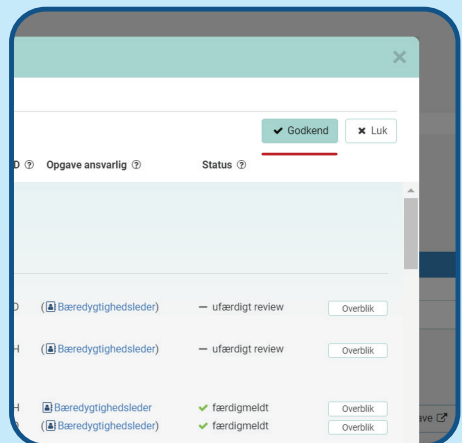 ×
✔ Godkend ✖ Luk
D ? Opgave ansvarlig ? Status ?
D (Bæredygtighedsleder) — ufærdigt review Overblik
H (Bæredygtighedsleder) — ufærdigt review Overblik
H Bæredygtighedsleder ✔ færdigmeldt Overblik
(Bæredygtighedsleder) ✔ færdigmeldt Overblik
ave